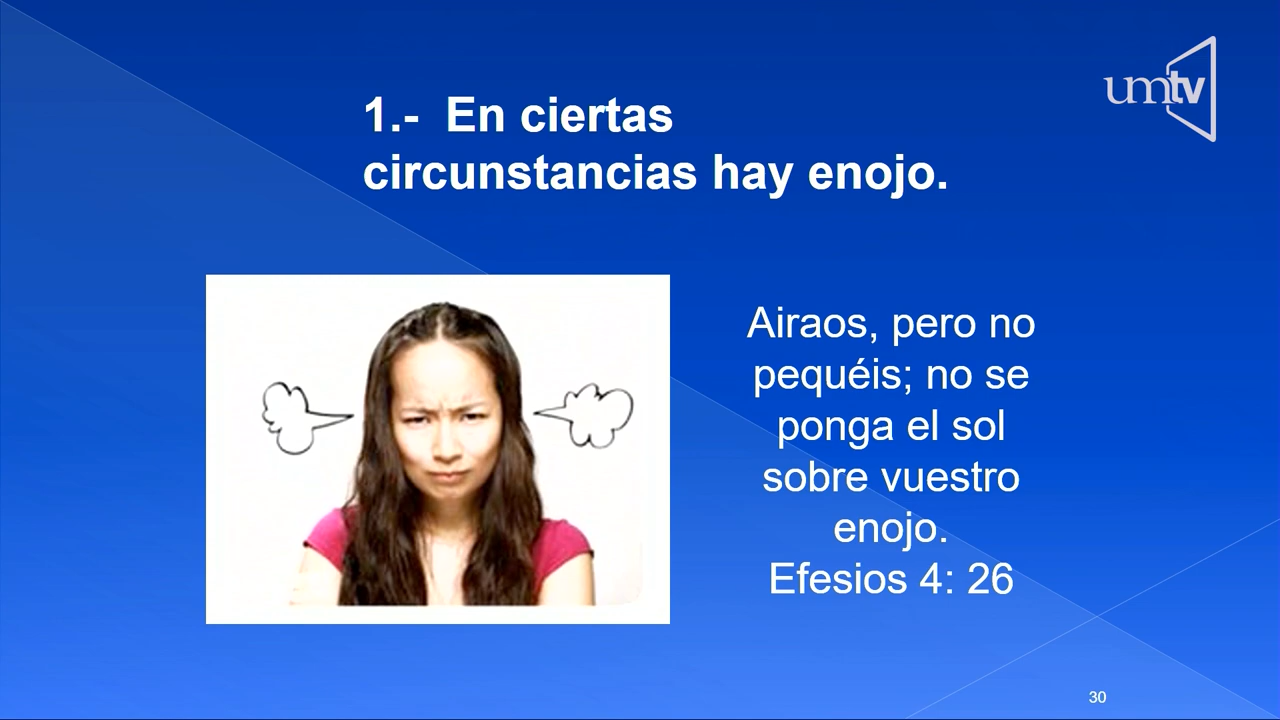 umtv
1.- En ciertas
circunstancias hay enojo.
Airaos, pero no
pequéis; no se
ponga el sol
sobre vuestro
enojo.
Efesios 4: 26
30